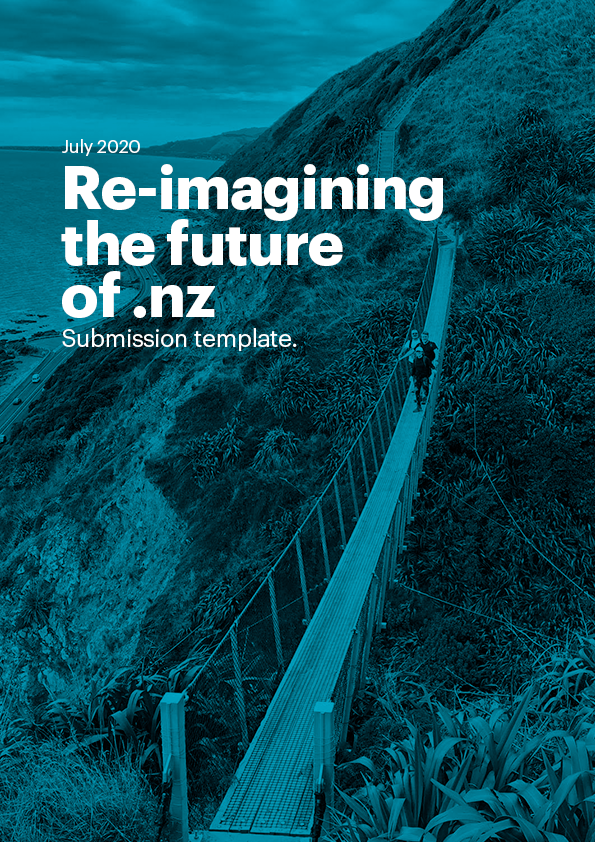 July 2020
Re-imagining
the future
of .nz
Submission template.